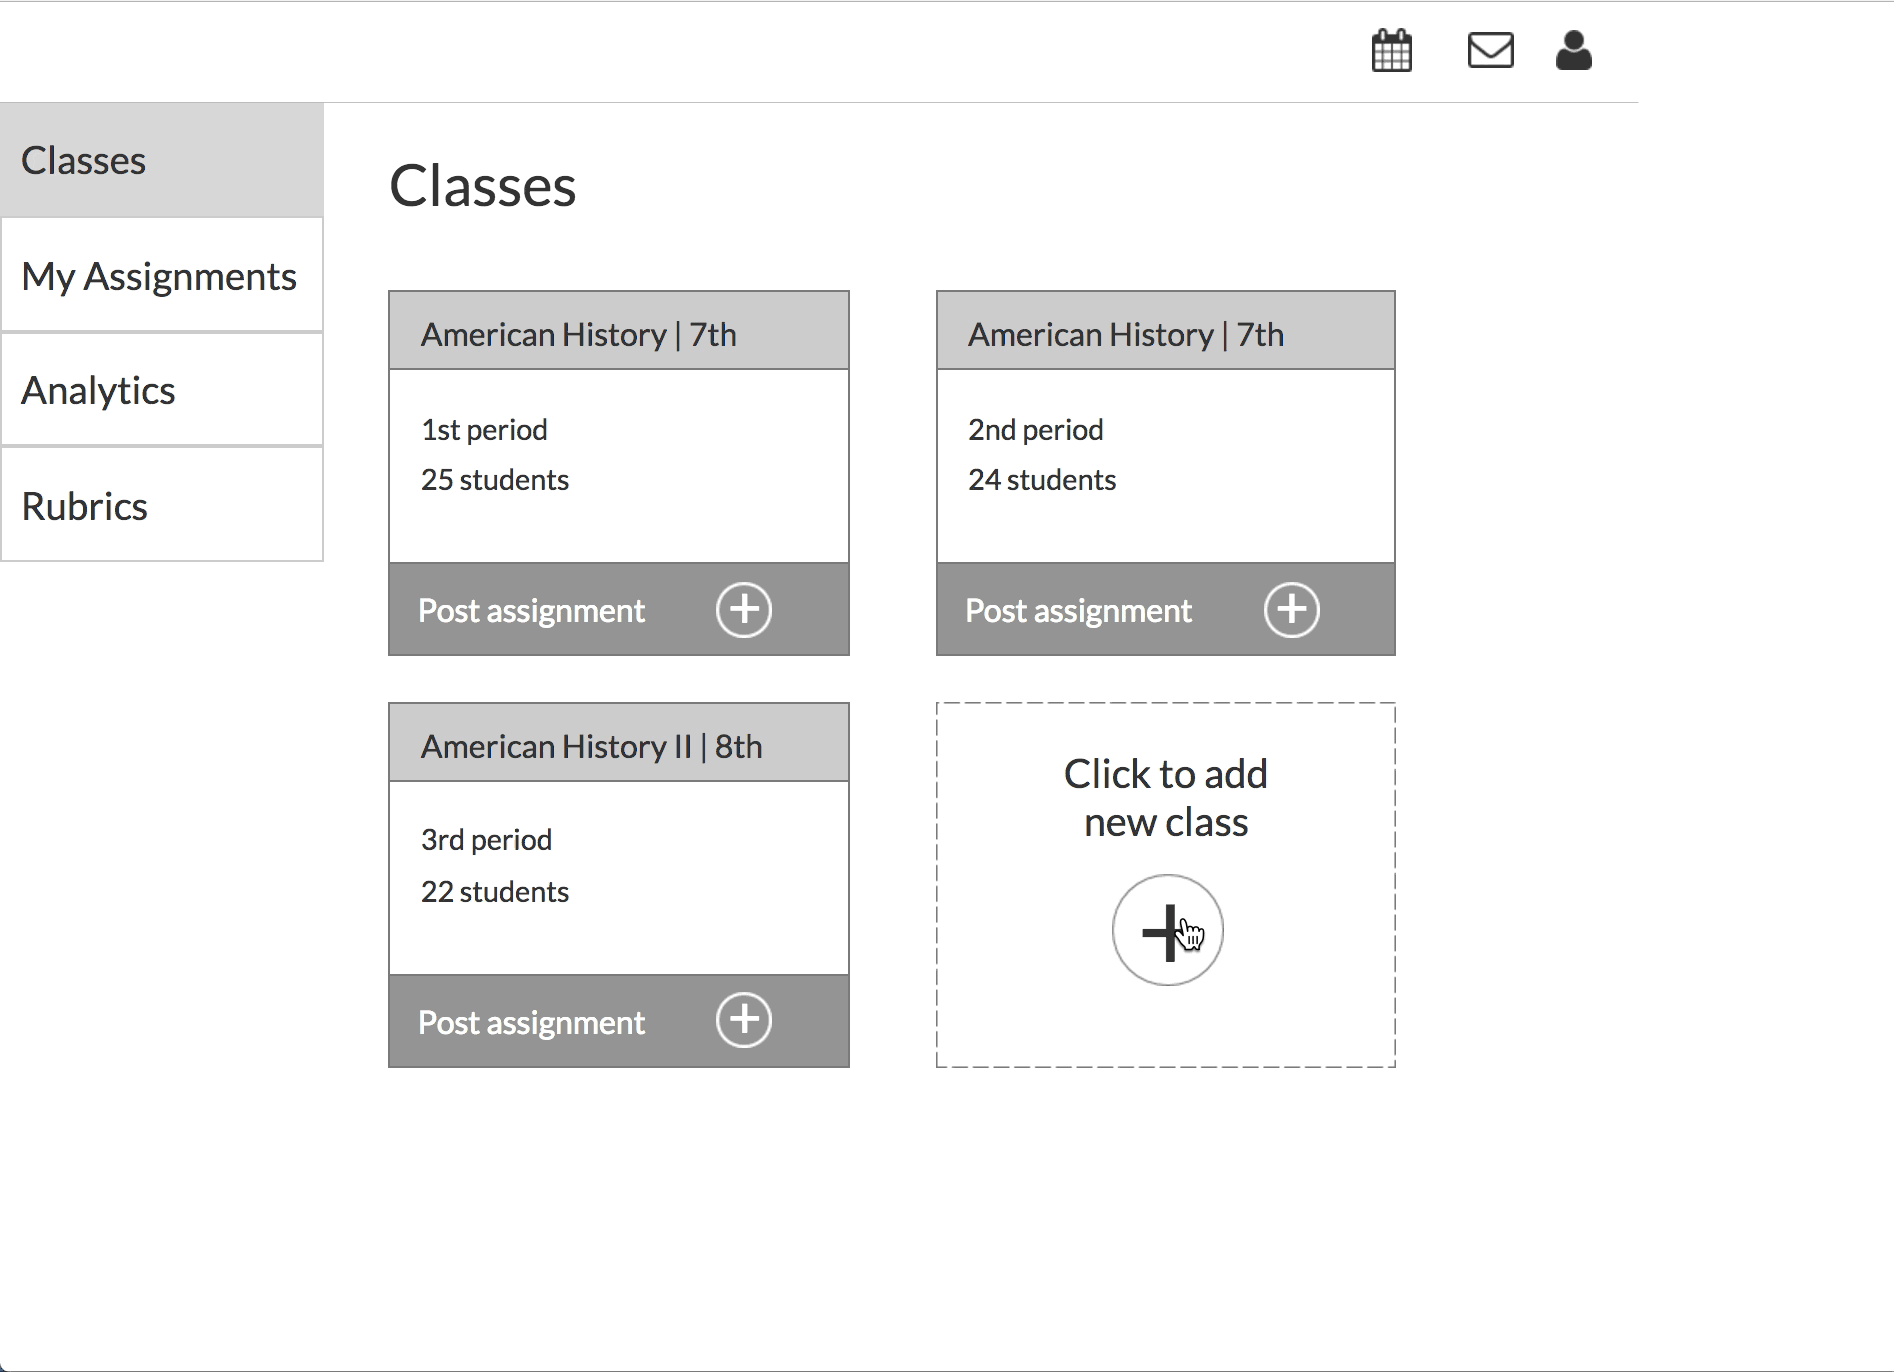 Classes
My Assignments
Analytics
Rubrics
Classes
American History | 7th
1st period
25 students
Post assignment
American History | 7th
2nd period
24 students
Post assignment
American History II | 8th
3rd period
22 students
Post assignment
Click to add
new class